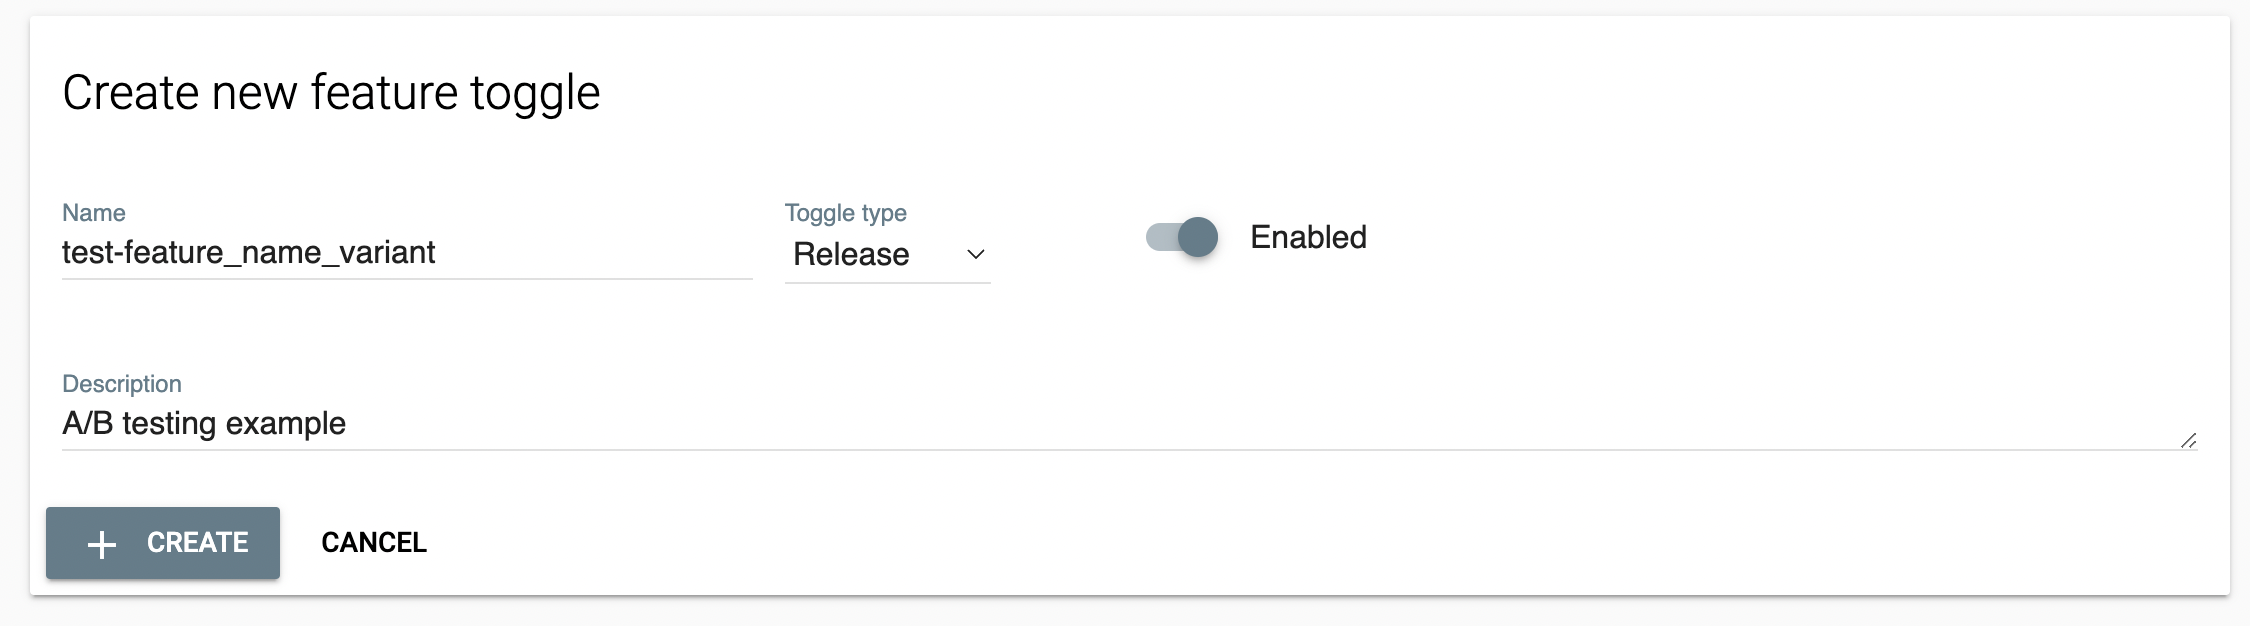 Create new feature toggle
Name
test-feature_name_variant
Toggle type
Release
Enabled
Description
A/B testing example
CREATE
CANCEL